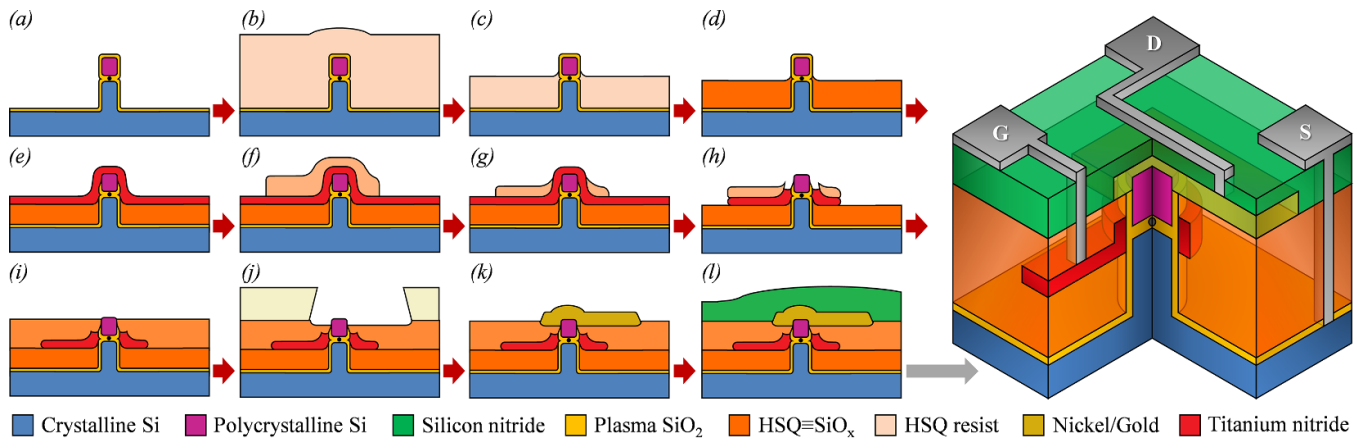 (a) (b) (c) (d)
D
G S
(e) (f) (g) (h)
(i) (j) (k) (l)
Crystalline Si Polycrystalline Si Silicon nitride Plasma SiO₂ HSQ≡SiOₓ HSQ resist Nickel/Gold Titanium nitride